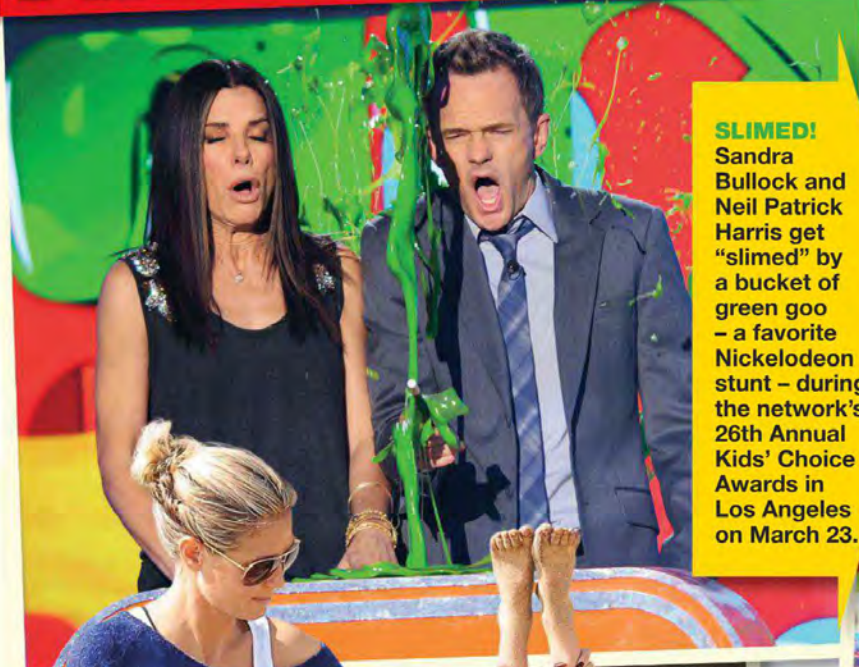 SLIMED!
Sandra
Bullock and
Neil Patrick
Harris get
“slimed” by
a bucket of
green goo
– a favorite
Nickelodeon
stunt – during
the network’s
26th Annual
Kids’ Choice
Awards in
Los Angeles
on March 23.